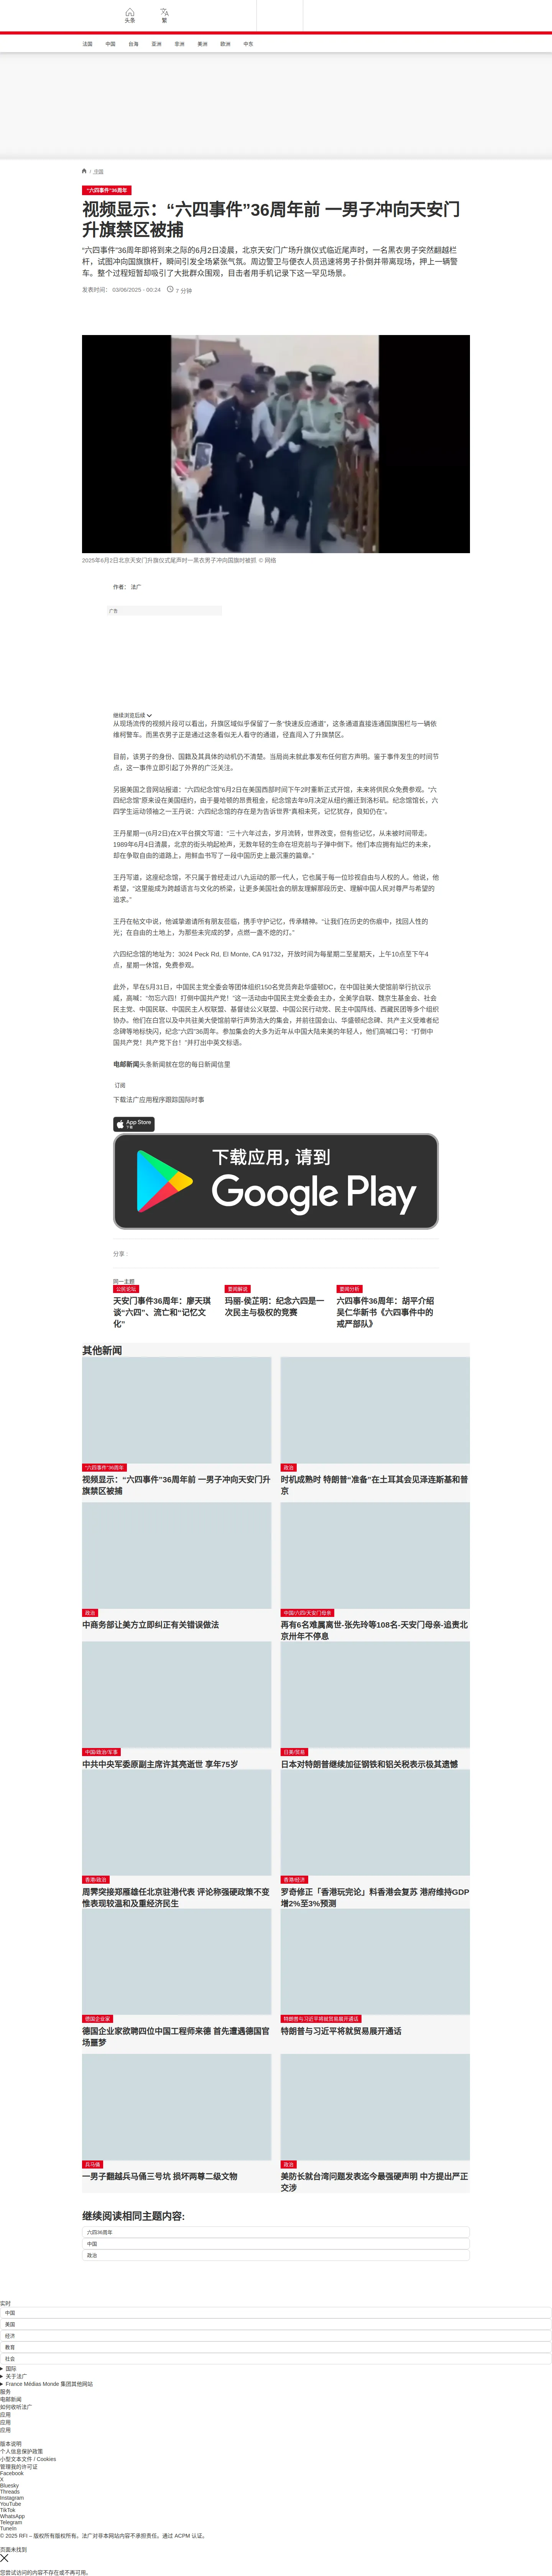 头条
繁
法国
中国
台海
亚洲
非洲
美洲
欧洲
中东
/ 中国
“六四事件”36周年
视频显示：“六四事件”36周年前 一男子冲向天安门
升旗禁区被捕
“六四事件”36周年即将到来之际的6月2日凌晨，北京天安门广场升旗仪式临近尾声时，一名黑衣男子突然翻越栏
杆，试图冲向国旗旗杆，瞬间引发全场紧张气氛。周边警卫与便衣人员迅速将男子扑倒并带离现场，押上一辆警
车。整个过程短暂却吸引了大批群众围观，目击者用手机记录下这一罕见场景。
发表时间： 03/06/2025 - 00:24
7 分钟
2025年6月2日北京天安门升旗仪式尾声时一黑衣男子冲向国旗时被抓 © 网络
作者： 法广
广告
继续浏览后续
从现场流传的视频片段可以看出，升旗区域似乎保留了一条“快速反应通道”，这条通道直接连通国旗围栏与一辆依
维柯警车。而黑衣男子正是通过这条看似无人看守的通道，径直闯入了升旗禁区。
目前，该男子的身份、国籍及其具体的动机仍不清楚。当局尚未就此事发布任何官方声明。鉴于事件发生的时间节
点，这一事件立即引起了外界的广泛关注。
另据美国之音网站报道：“六四纪念馆”6月2日在美国西部时间下午2时重新正式开馆，未来将供民众免费参观。“六
四纪念馆”原来设在美国纽约，由于曼哈顿的昂贵租金，纪念馆去年9月决定从纽约搬迁到洛杉矶。纪念馆馆长，六
四学生运动领袖之一王丹说：六四纪念馆的存在是为告诉世界“真相未死，记忆犹存，良知仍在”。
王丹星期一(6月2日)在X平台撰文写道：“三十六年过去，岁月流转，世界改变，但有些记忆，从未被时间带走。
1989年6月4日清晨，北京的街头响起枪声，无数年轻的生命在坦克前与子弹中倒下。他们本应拥有灿烂的未来，
却在争取自由的道路上，用鲜血书写了一段中国历史上最沉重的篇章。”
王丹写道，这座纪念馆，不只属于曾经走过八九运动的那一代人，它也属于每一位珍视自由与人权的人。他说，他
希望，“这里能成为跨越语言与文化的桥梁，让更多美国社会的朋友理解那段历史、理解中国人民对尊严与希望的
追求。”
王丹在帖文中说，他诚挚邀请所有朋友莅临，携手守护记忆，传承精神。“让我们在历史的伤痕中，找回人性的
光；在自由的土地上，为那些未完成的梦，点燃一盏不熄的灯。”
六四纪念馆的地址为：3024 Peck Rd, El Monte, CA 91732，开放时间为每星期二至星期天，上午10点至下午4
点，星期一休馆，免费参观。
此外，早在5月31日，中国民主党全委会等团体组织150名党员奔赴华盛顿DC，在中国驻美大使馆前举行抗议示
威，高喊：“勿忘六四！打倒中国共产党！”这一活动由中国民主党全委会主办，全美学自联、魏京生基金会、社会
民主党、中国民联、中国民主人权联盟、基督徒公义联盟、中国公民行动党、民主中国阵线、西藏民团等多个组织
协办。他们在白宫以及中共驻美大使馆前举行声势浩大的集会，并前往国会山、华盛顿纪念碑、共产主义受难者纪
念碑等地标快闪，纪念“六四”36周年。参加集会的大多为近年从中国大陆来美的年轻人，他们高喊口号：“打倒中
国共产党！共产党下台！”并打出中英文标语。
电邮新闻头条新闻就在您的每日新闻信里
订阅
下载法广应用程序跟踪国际时事
App Store
下载
下载应用，请到
Google Play
分享 :
同一主题
公民论坛
天安门事件36周年：廖天琪
谈“六四”、流亡和“记忆文
化”
要闻解说
玛丽-侯芷明：纪念六四是一
次民主与极权的竞赛
要闻分析
六四事件36周年：胡平介绍
吴仁华新书《六四事件中的
戒严部队》
其他新闻
“六四事件”36周年
视频显示：“六四事件”36周年前 一男子冲向天安门升
旗禁区被捕
政治
时机成熟时 特朗普“准备”在土耳其会见泽连斯基和普
京
政治
中商务部让美方立即纠正有关错误做法
中国/六四/天安门母亲
再有6名难属离世-张先玲等108名-天安门母亲-追责北
京卅年不停息
中国/政治/军事
中共中央军委原副主席许其亮逝世 享年75岁
日美/贸易
日本对特朗普继续加征钢铁和铝关税表示极其遗憾
香港/政治
周霁突接郑雁雄任北京驻港代表 评论称强硬政策不变
惟表现较温和及重经济民生
香港/经济
罗奇修正「香港玩完论」料香港会复苏 港府维持GDP
增2%至3%预测
德国企业家
德国企业家欲聘四位中国工程师来德 首先遭遇德国官
场噩梦
特朗普与习近平将就贸易展开通话
特朗普与习近平将就贸易展开通话
兵马俑
一男子翻越兵马俑三号坑 损坏两尊二级文物
政治
美防长就台湾问题发表迄今最强硬声明 中方提出严正
交涉
继续阅读相同主题内容:
六四36周年
中国
政治
实时
中国
美国
经济
教育
社会
国际
关于法广
France Médias Monde 集团其他网站
服务
电邮新闻
如何收听法广
应用
应用
应用
版本说明
个人信息保护政策
小型文本文件 / Cookies
管理我的许可证
Facebook
X
Bluesky
Threads
Instagram
YouTube
TikTok
WhatsApp
Telegram
TuneIn
© 2025 RFI – 版权所有版权所有。法广对非本网站内容不承担责任。通过 ACPM 认证。
页面未找到
您尝试访问的内容不存在或不再可用。